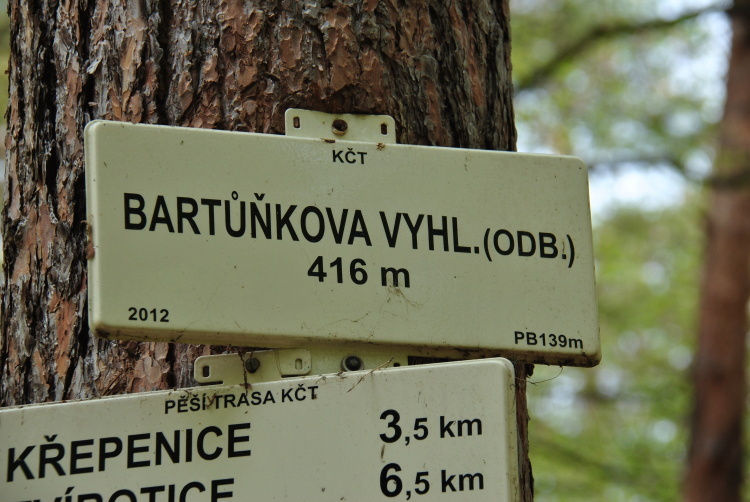 KČT
BARTŮŇKOVA VYHL.(ODB.)
416 m
2012
PB139m
PĚŠÍ TRASA KČT
KŘEPENICE 3,5 km
6,5 km